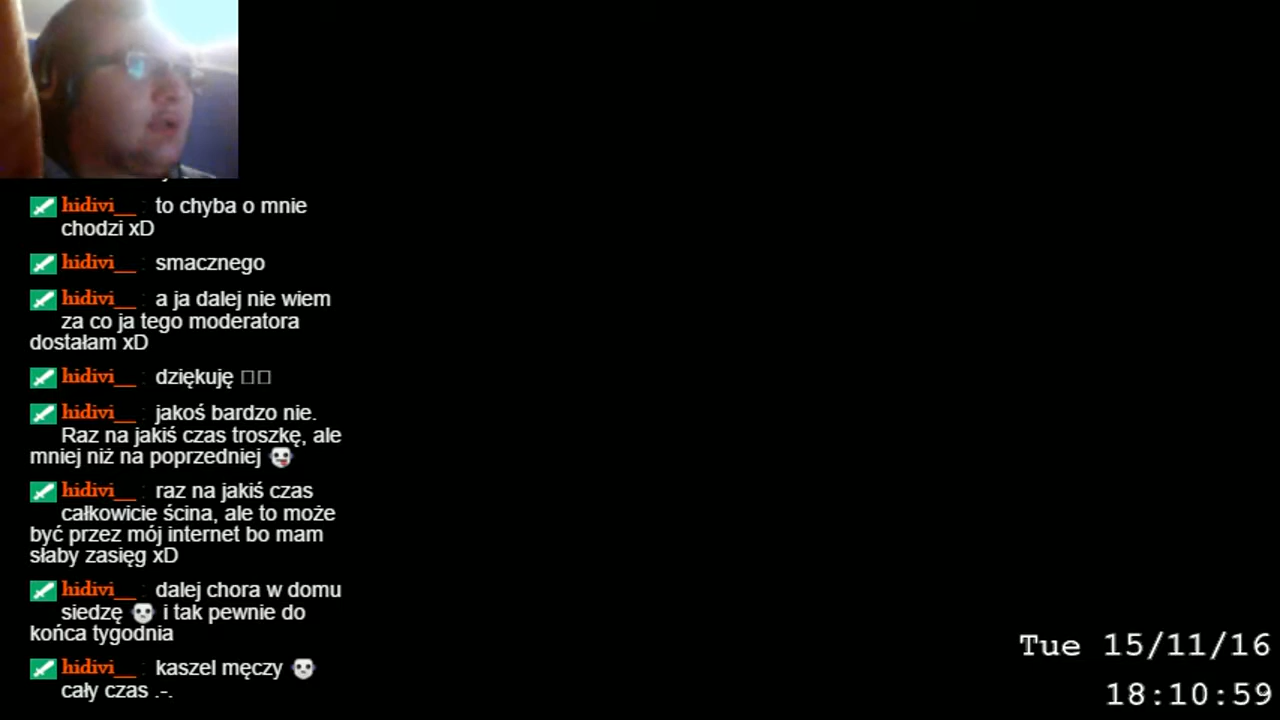 hidivi__ : to chyba o mnie
chodzi xD
hidivi__ : smacznego
hidivi__ : a ja dalej nie wiem
za co ja tego moderatora
dostałam xD
hidivi__ : dziękuję
hidivi__ : jakoś bardzo nie.
Raz na jakiś czas troszkę, ale
mniej niż na poprzedniej
hidivi__ : raz na jakiś czas
całkowicie ścina, ale to może
być przez mój internet bo mam
słaby zasięg xD
hidivi__ : dalej chora w domu
siedzę i tak pewnie do
końca tygodnia
hidivi__ : kaszel męczy
cały czas .-.
Tue 15/11/16
18:10:59